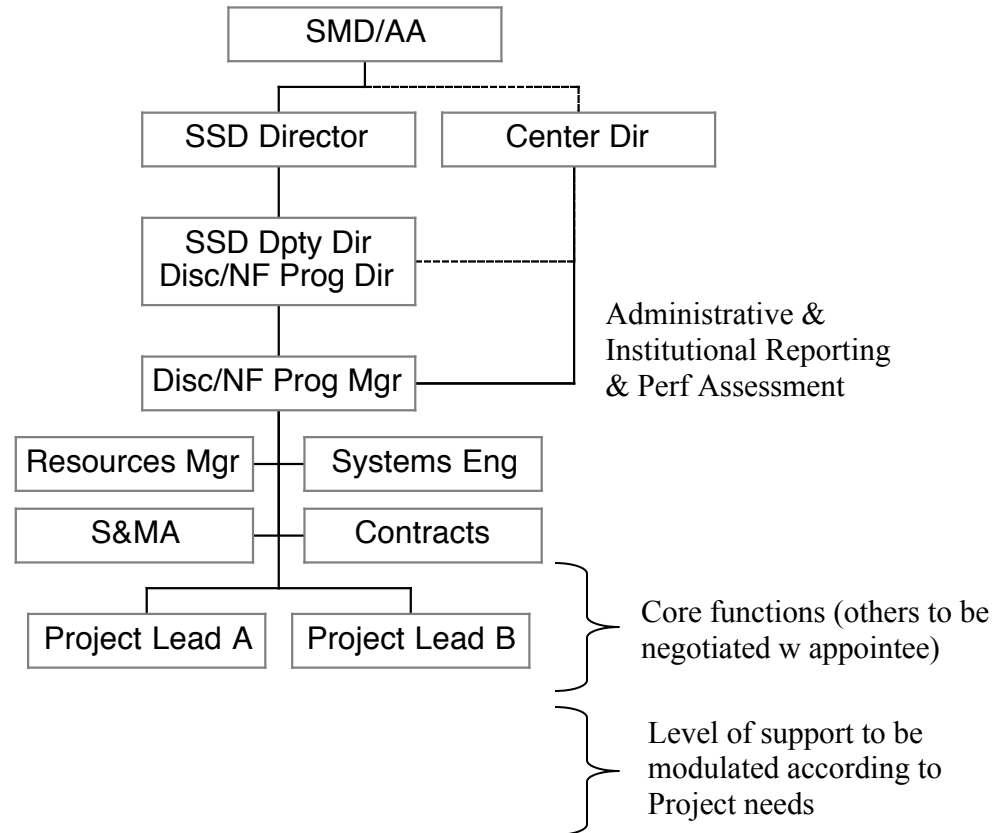 SMD/AA
SSD Director
Center Dir
SSD Dpty Dir
Disc/NF Prog Dir
Administrative &
Institutional Reporting
& Perf Assessment
Disc/NF Prog Mgr
Resources Mgr
Systems Eng
S&MA
Contracts
Project Lead A
Project Lead B
Core functions (others to be
negotiated w appointee)
Level of support to be
modulated according to
Project needs